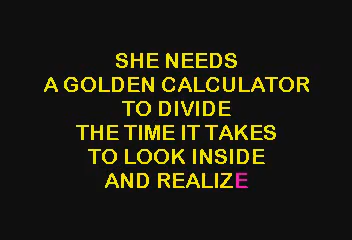 SHE NEEDS
A GOLDEN CALCULATOR
TO DIVIDE
THE TIME IT TAKES
TO LOOK INSIDE
AND REALIZE